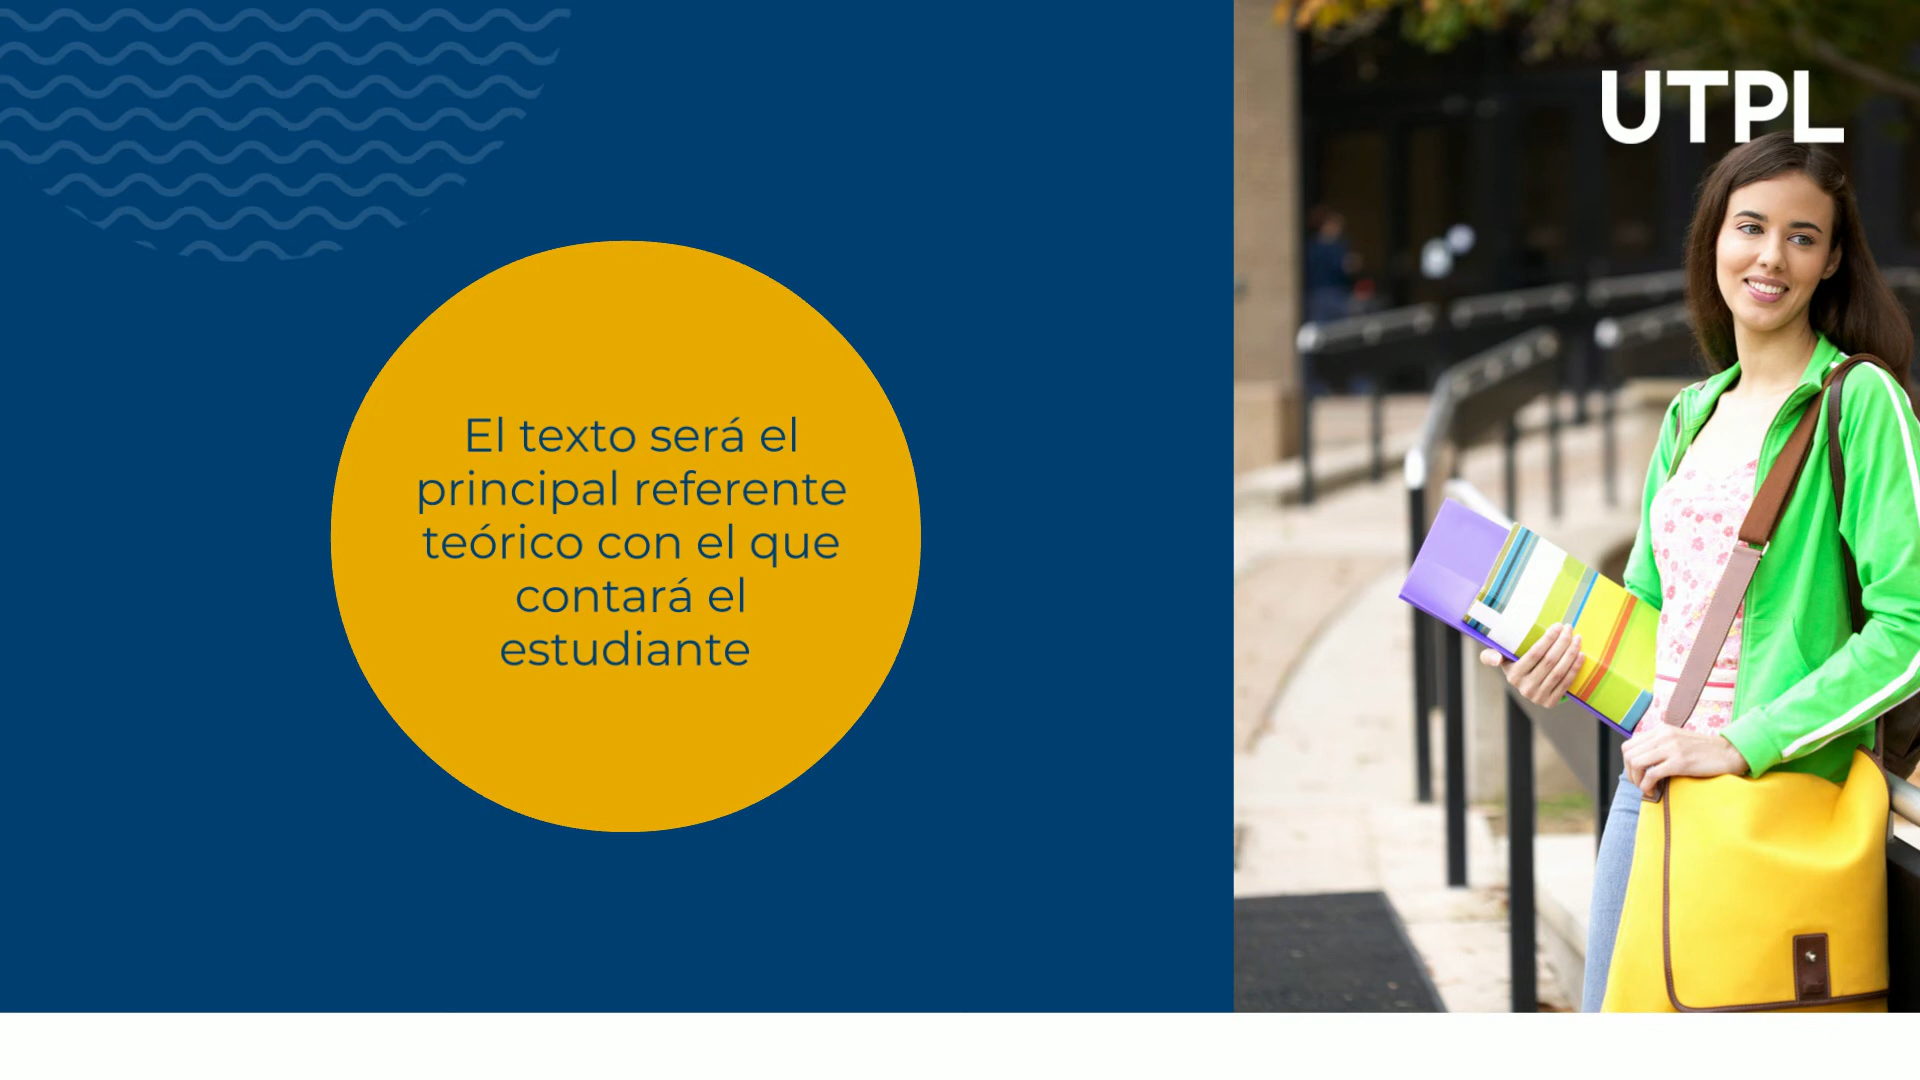 UTPL
El texto será el
principal referente
teórico con el que
contará el
estudiante